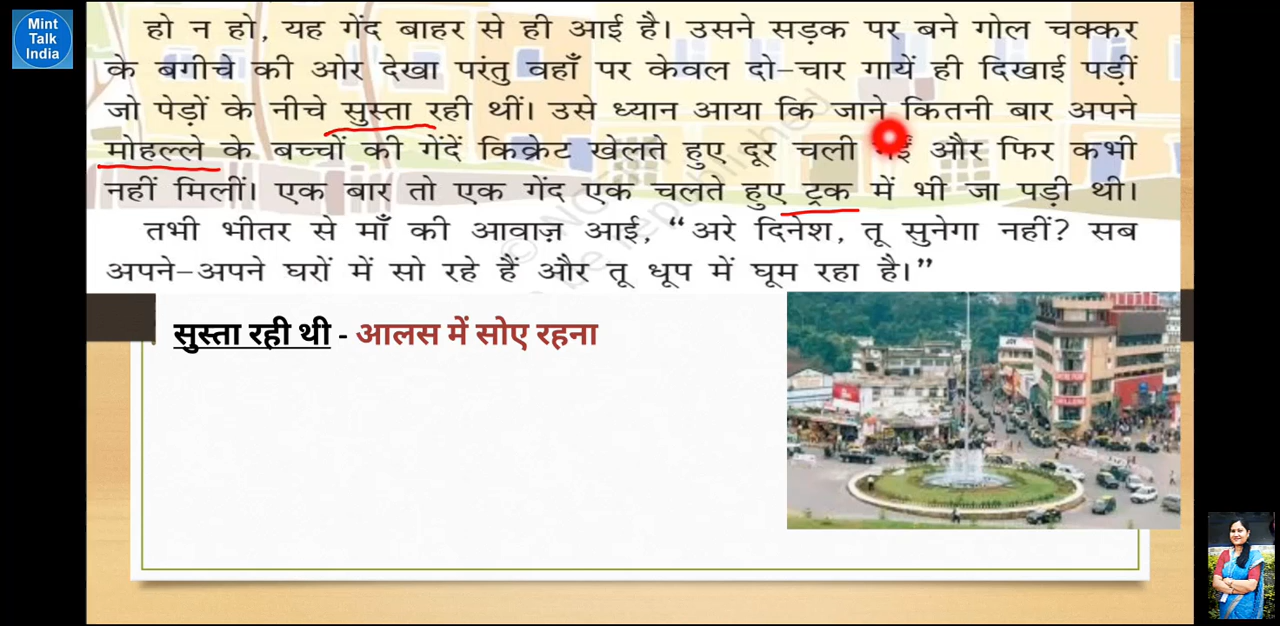 Mint
Talk
India
हो न हो, यह गेंद बाहर से ही आई है। उसने सड़क पर बने गोल चक्कर
के बगीचे की ओर देखा परंतु वहाँ पर केवल दो-चार गायें ही दिखाई पड़ीं
जो पेड़ों के नीचे सुस्ता रही थीं। उसे ध्यान आया कि जाने कितनी बार अपने
मोहल्ले के बच्चों की गेंदें किक्रेट खेलते हुए दूर चली गईं और फिर कभी
नहीं मिलीं। एक बार तो एक गेंद एक चलते हुए ट्रक में भी जा पड़ी थी।
तभी भीतर से माँ की आवाज़ आई, “अरे दिनेश, तू सुनेगा नहीं? सब
अपने-अपने घरों में सो रहे हैं और तू धूप में घूम रहा है।”
सुस्ता रही थी - आलस में सोए रहना